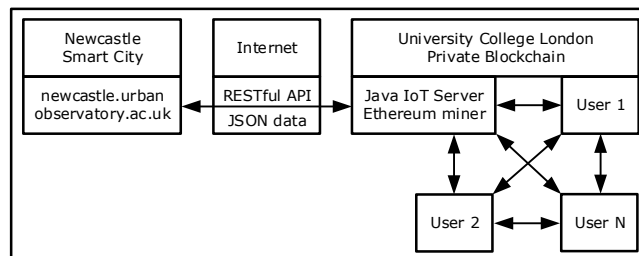 Newcastle
Smart City
newcastle.urban
observatory.ac.uk
Internet
RESTful API
JSON data
University College London
Private Blockchain
Java IoT Server
Ethereum miner
User 1
User 2
User N